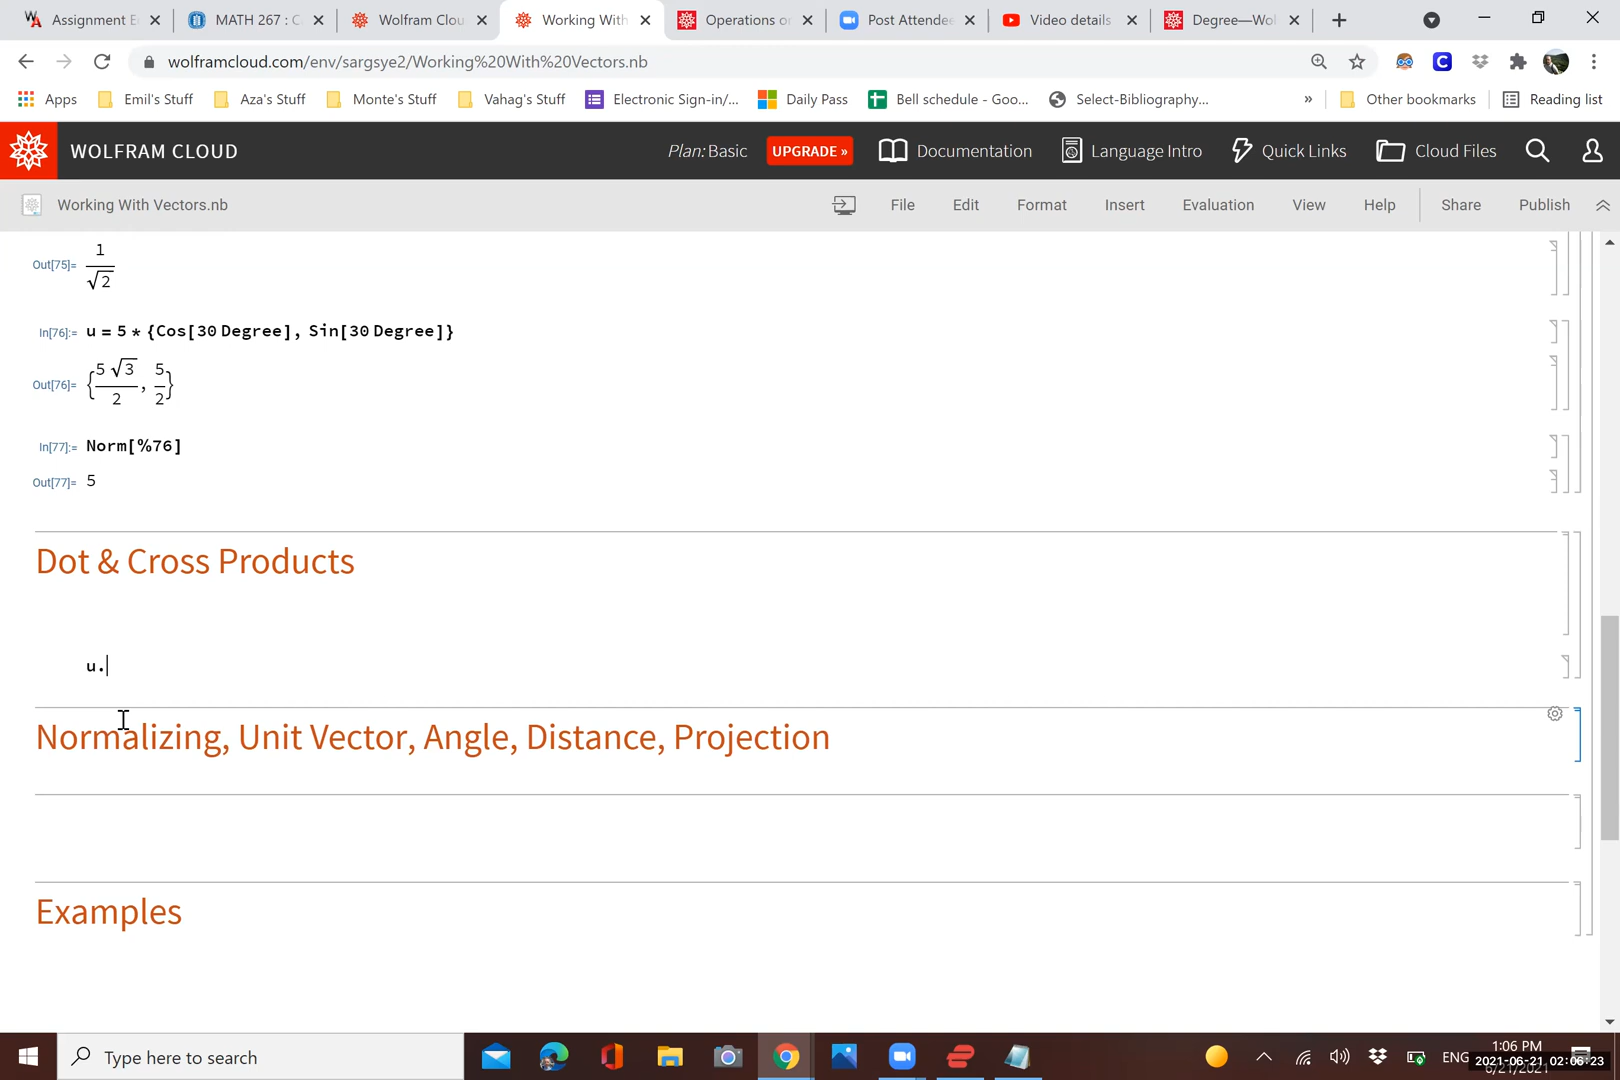 Assignment E
MATH 267 : C
Wolfram Clou
Working With
Operations o
Post Attendee
Video details
Degree—Wol
wolframcloud.com/env/sargsye2/Working%20With%20Vectors.nb
Apps
Emil's Stuff
Aza's Stuff
Monte's Stuff
Vahag's Stuff
Electronic Sign-in/...
Daily Pass
Bell schedule - Goo...
Select-Bibliography...
»
Other bookmarks
Reading list
WOLFRAM CLOUD
Plan: Basic
UPGRADE »
Documentation
Language Intro
Quick Links
Cloud Files
Working With Vectors.nb
File
Edit
Format
Insert
Evaluation
View
Help
Share
Publish
Out[75]= 1/√2
In[76]:= u = 5 * {Cos[30 Degree], Sin[30 Degree]}
Out[76]= {5 √3/2, 5/2}
In[77]:= Norm[%76]
Out[77]= 5
Dot & Cross Products
u.
Normalizing, Unit Vector, Angle, Distance, Projection
Examples
Type here to search
ENG
1:06 PM
2021-06-21 02:06:23
6/21/2021